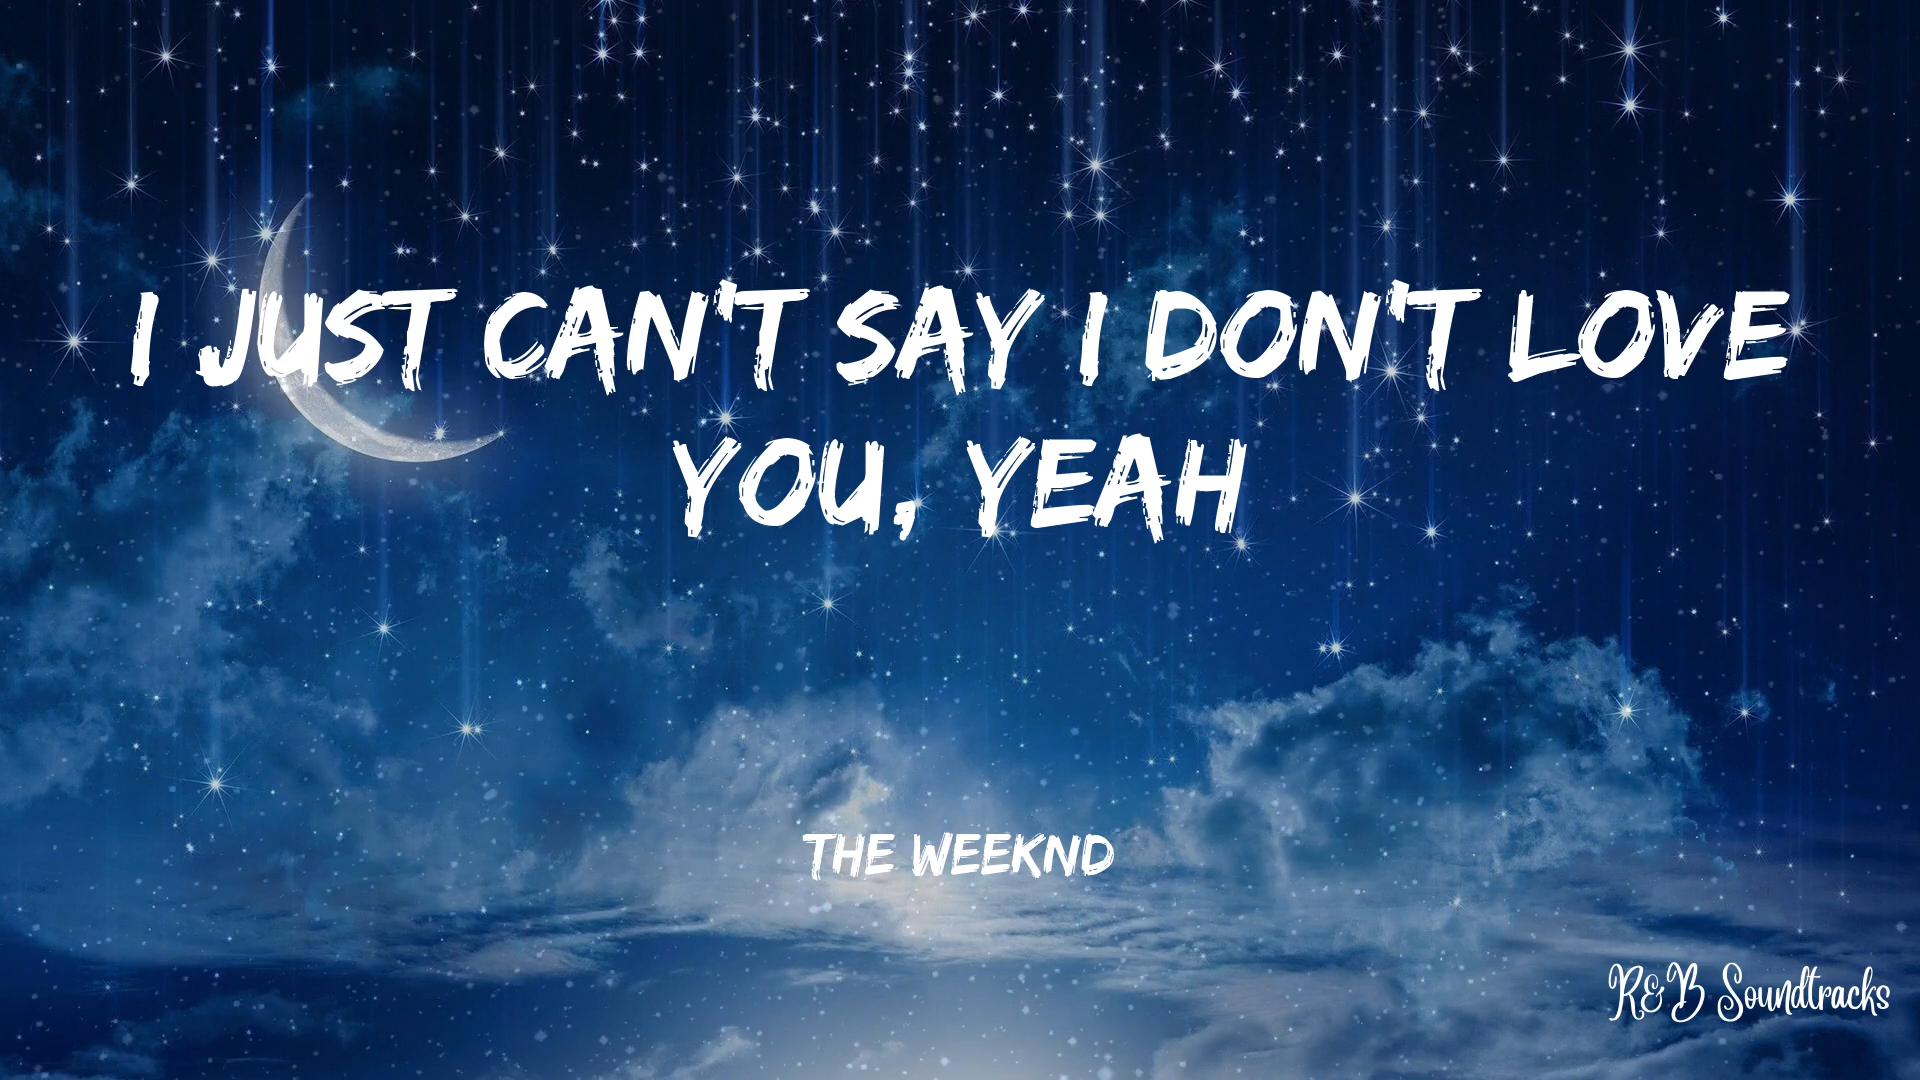 I JUST CAN'T SAY I DON'T LOVE
YOU, YEAH
THE WEEKND
R&B Soundtracks